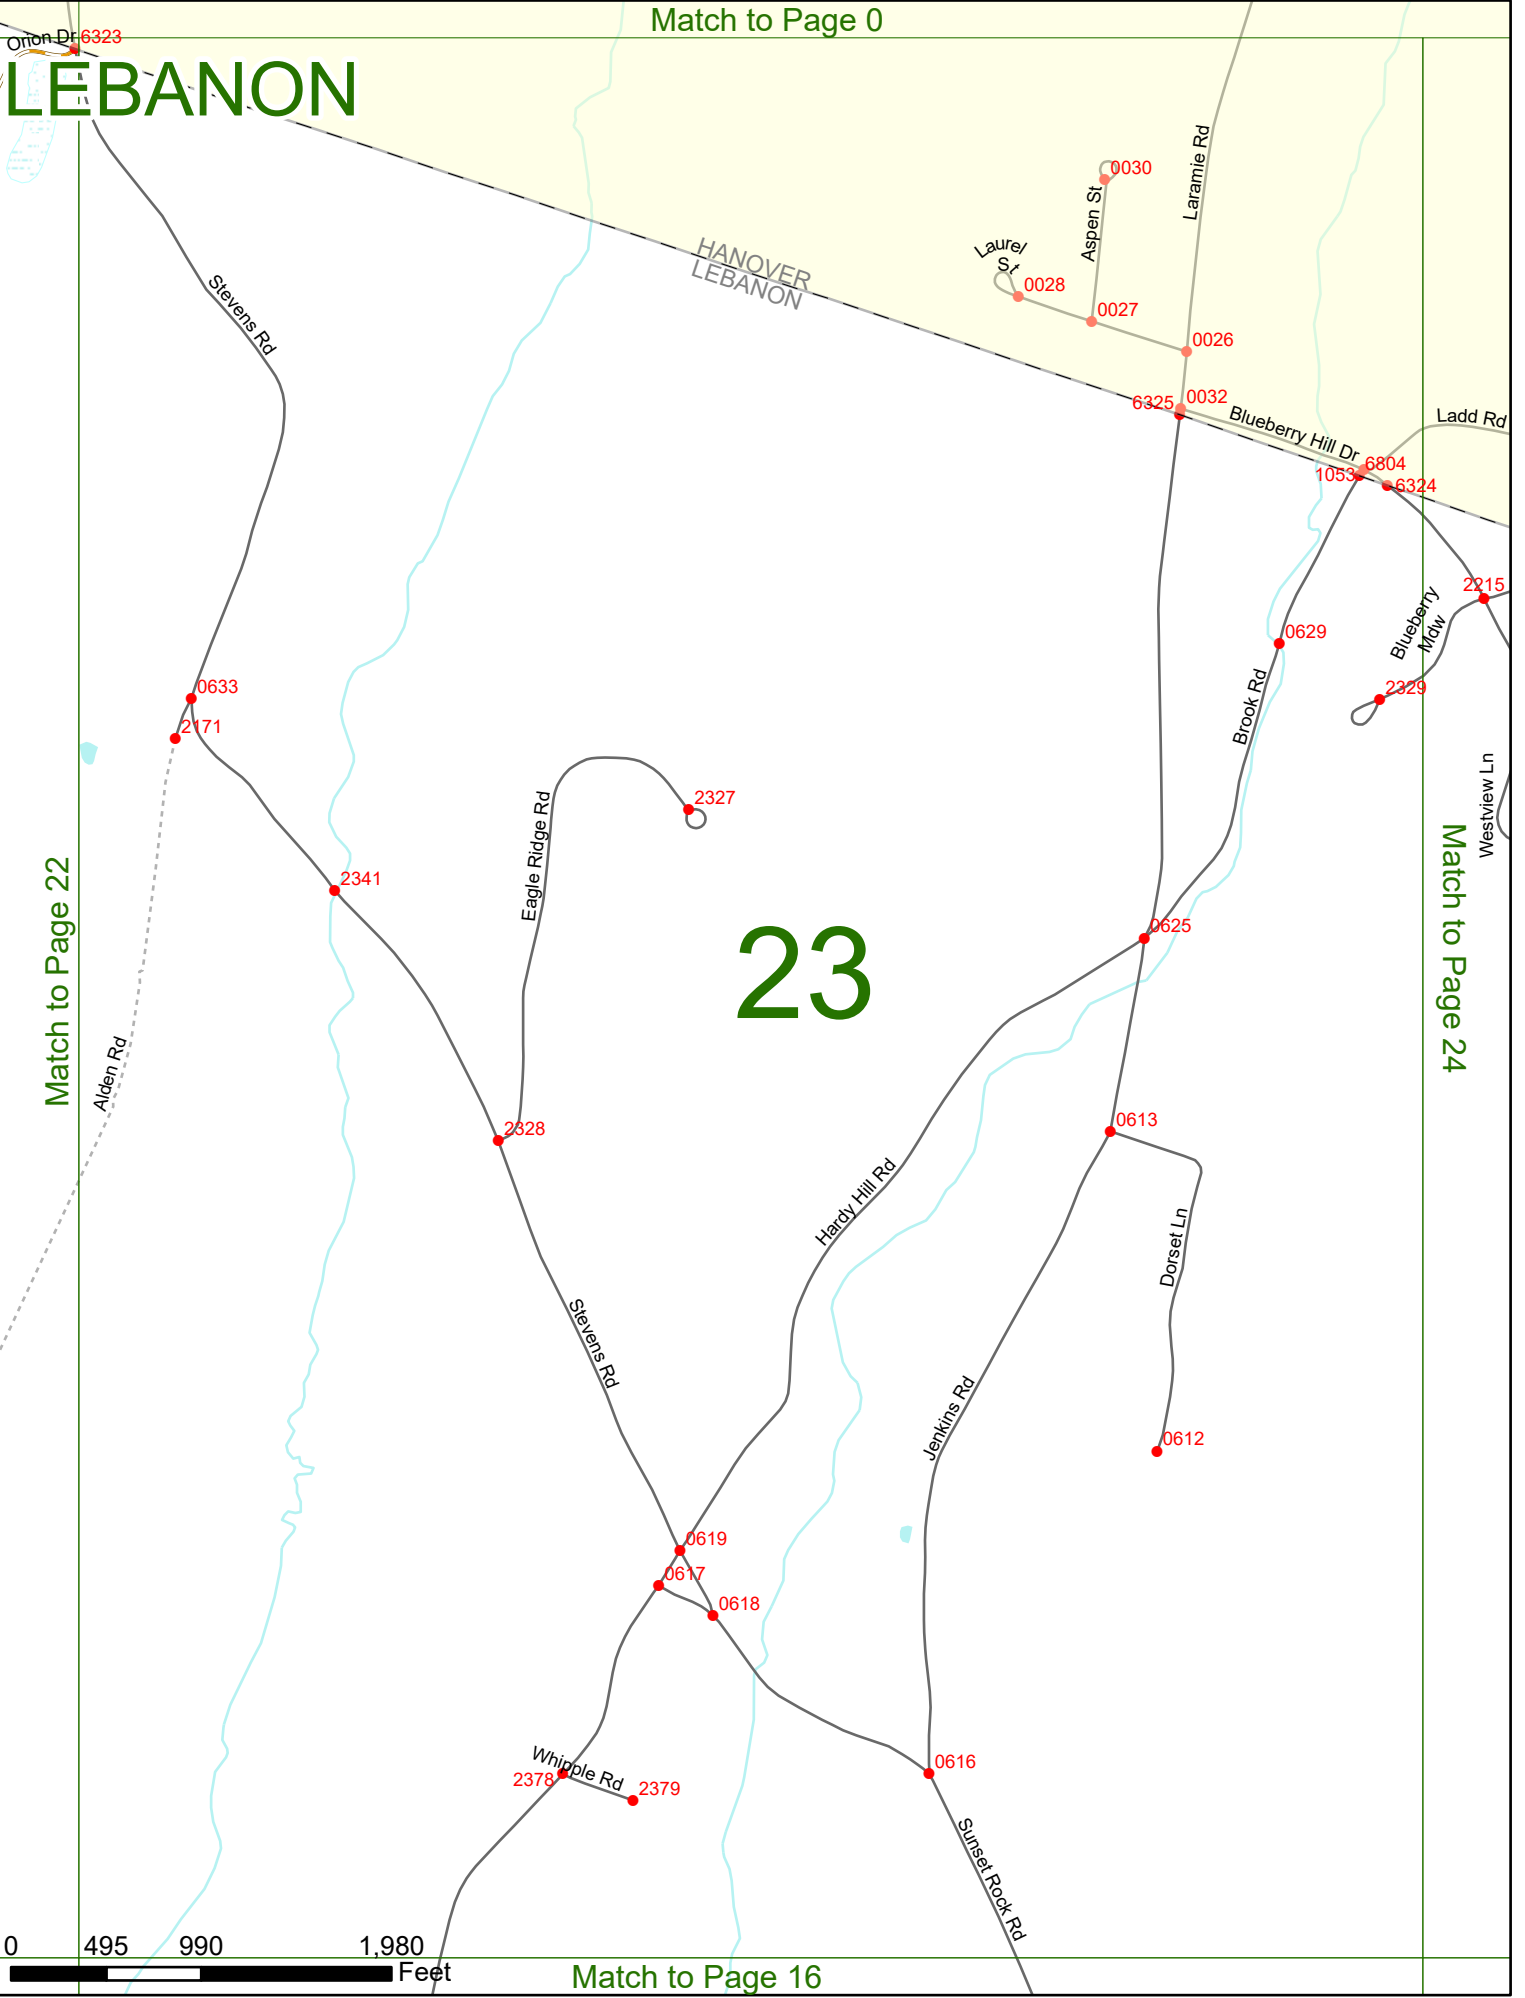 Match to Page 0
Orion Dr
6323
LEBANON
Laramie Rd
0030
Aspen St
HANOVER
LEBANON
Laurel
St
0028
0027
0026
Stevens Rd
0032
6325
Blueberry Hill Dr
Ladd Rd
6804
1053
6324
2215
Blueberry
Mdw
0629
0633
2329
2171
Brook Rd
Westview Ln
2327
Eagle Ridge Rd
Match to Page 22
Match to Page 24
2341
0625
23
Alden Rd
2328
0613
Hardy Hill Rd
Dorset Ln
Stevens Rd
Jenkins Rd
0612
0619
0617
0618
Whipple Rd
2378
2379
0616
Sunset Rock Rd
0 495 990 1,980
Feet
Match to Page 16